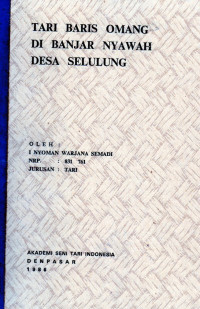 TARI BARIS OMANG
DI BANJAR NYAWAH
DESA SELULUNG
OLEH
I NYOMAN WARJANA SEMADI
NRP. : 831 761
JURUSAN : TARI
AKADEMI SENI TARI INDONESIA
DENPASAR
1986